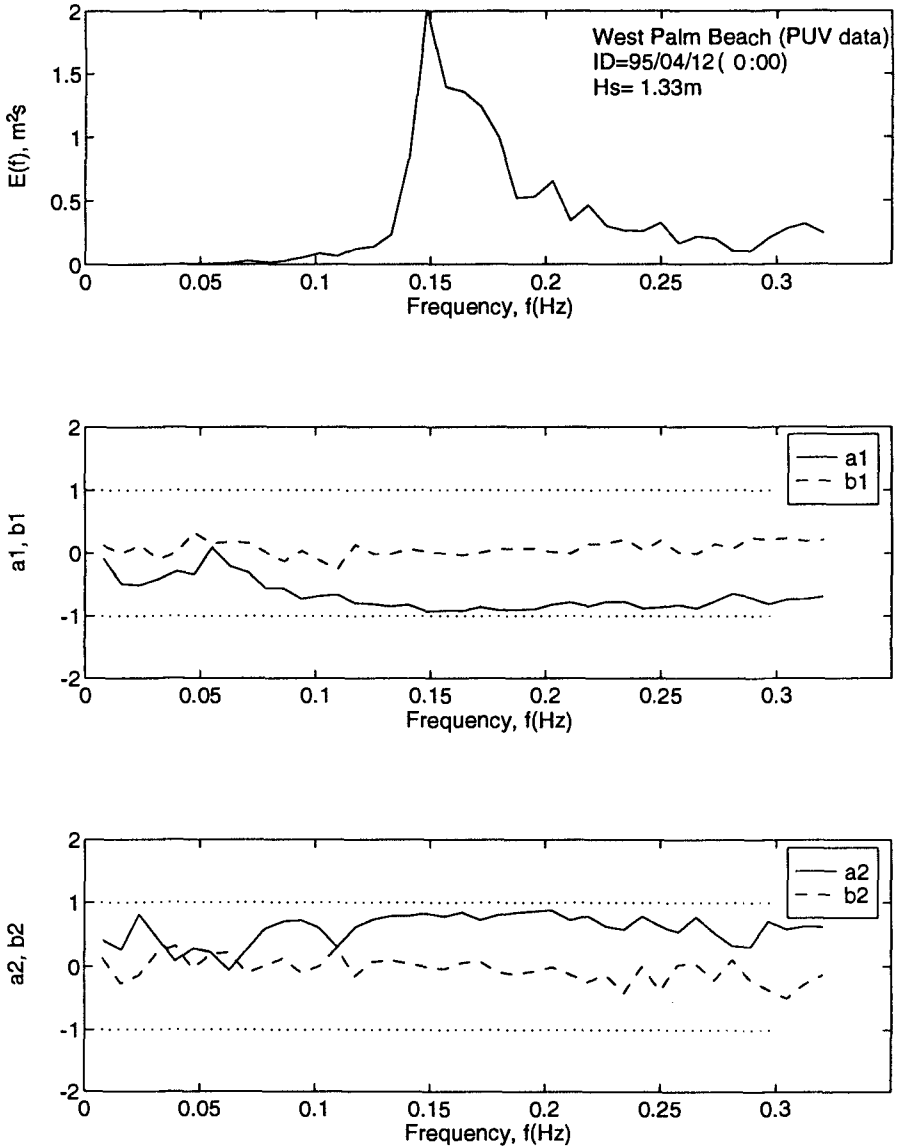 West Palm Beach (PUV data)
ID=95/04/12( 0:00)
Hs= 1.33m
E(f), m²s
2
1.5
1
0.5
0
0 0.05 0.1 0.15 0.2 0.25 0.3
Frequency, f(Hz)
a1, b1
a1
b1
2
1
0
-1
-2
0 0.05 0.1 0.15 0.2 0.25 0.3
Frequency, f(Hz)
a2, b2
a2
b2
2
1
0
-1
-2
0 0.05 0.1 0.15 0.2 0.25 0.3
Frequency, f(Hz)